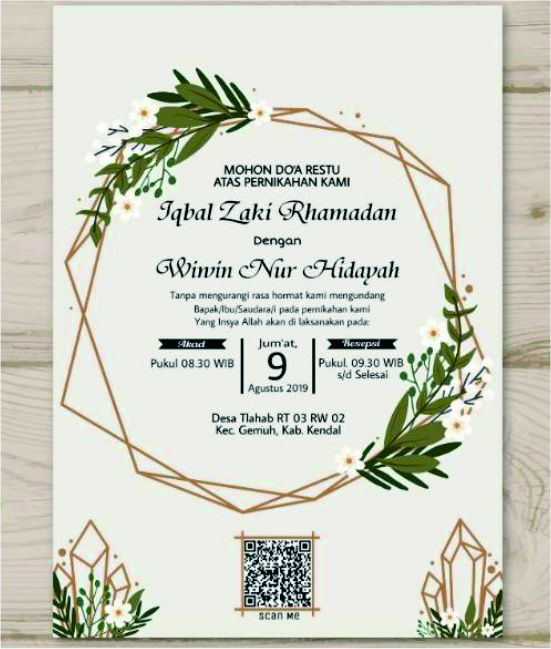 MOHON DO'A RESTU
ATAS PERNIKAHAN KAMI
Iqbal Zaki Rhamadan
Dengan
Winvin Nur Hidayah
Tanpa mengurangi rasa hormat kami mengundang
Bapak/Ibu/Saudara/i pada pernikahan kami
Yang Insya Allah akan di laksanakan pada:
Akad
Pukul 08.30 WIB
Jum'at,
9
Agustus 2019
Resepsi
Pukul. 09.30 WIB
s/d Selesai
Desa Tlahab RT 03 RW 02
Kec. Gemuh, Kab. Kendal
scan me